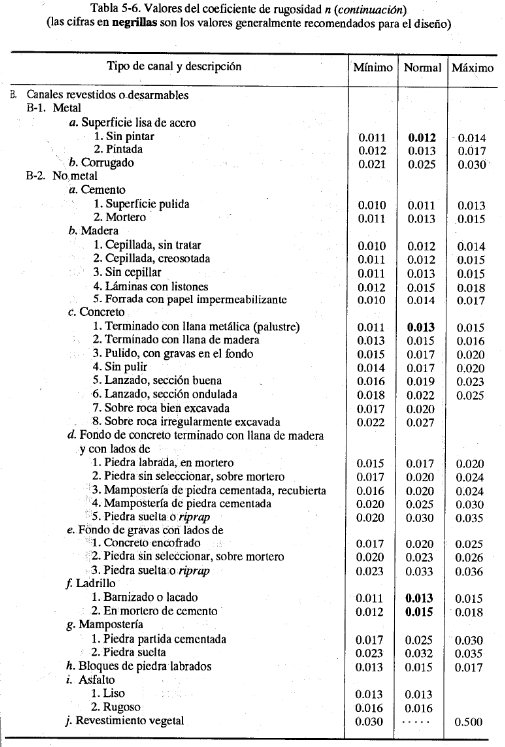 Tabla 5-6. Valores del coeficiente de rugosidad n (continuación)
(las cifras en negrillas son los valores generalmente recomendados para el diseño)
Tipo de canal y descripción Mínimo Normal Máximo
B. Canales revestidos o desarmables
B-1. Metal
a. Superficie lisa de acero
1. Sin pintar 0.011 0.012 0.014
2. Pintada 0.012 0.013 0.017
b. Corrugado 0.021 0.025 0.030
B-2. No metal
a. Cemento
1. Superficie pulida 0.010 0.011 0.013
2. Mortero 0.011 0.013 0.015
b. Madera
1. Cepillada, sin tratar 0.010 0.012 0.014
2. Cepillada, creosotada 0.011 0.012 0.015
3. Sin cepillar 0.011 0.013 0.015
4. Láminas con listones 0.012 0.015 0.018
5. Forrada con papel impermeabilizante 0.010 0.014 0.017
c. Concreto
1. Terminado con llana metálica (palustre) 0.011 0.013 0.015
2. Terminado con llana de madera 0.013 0.015 0.016
3. Pulido, con gravas en el fondo 0.015 0.017 0.020
4. Sin pulir 0.014 0.017 0.020
5. Lanzado, sección buena 0.016 0.019 0.023
6. Lanzado, sección ondulada 0.018 0.022 0.025
7. Sobre roca bien excavada 0.017 0.020
8. Sobre roca irregularmente excavada 0.022 0.027
d. Fondo de concreto terminado con llana de madera
y con lados de
1. Piedra labrada, en mortero 0.015 0.017 0.020
2. Piedra sin seleccionar, sobre mortero 0.017 0.020 0.024
3. Mampostería de piedra cementada, recubierta 0.016 0.020 0.024
4. Mampostería de piedra cementada 0.020 0.025 0.030
5. Piedra suelta o riprap 0.020 0.030 0.035
e. Fondo de gravas con lados de
1. Concreto encofrado 0.017 0.020 0.025
2. Piedra sin seleccionar, sobre mortero 0.020 0.023 0.026
3. Piedra suelta o riprap 0.023 0.033 0.036
f. Ladrillo
1. Barnizado o lacado 0.011 0.013 0.015
2. En mortero de cemento 0.012 0.015 0.018
g. Mampostería
1. Piedra partida cementada 0.017 0.025 0.030
2. Piedra suelta 0.023 0.032 0.035
h. Bloques de piedra labrados 0.013 0.015 0.017
i. Asfalto
1. Liso 0.013 0.013
2. Rugoso 0.016 0.016
j. Revestimiento vegetal 0.030 ..... 0.500